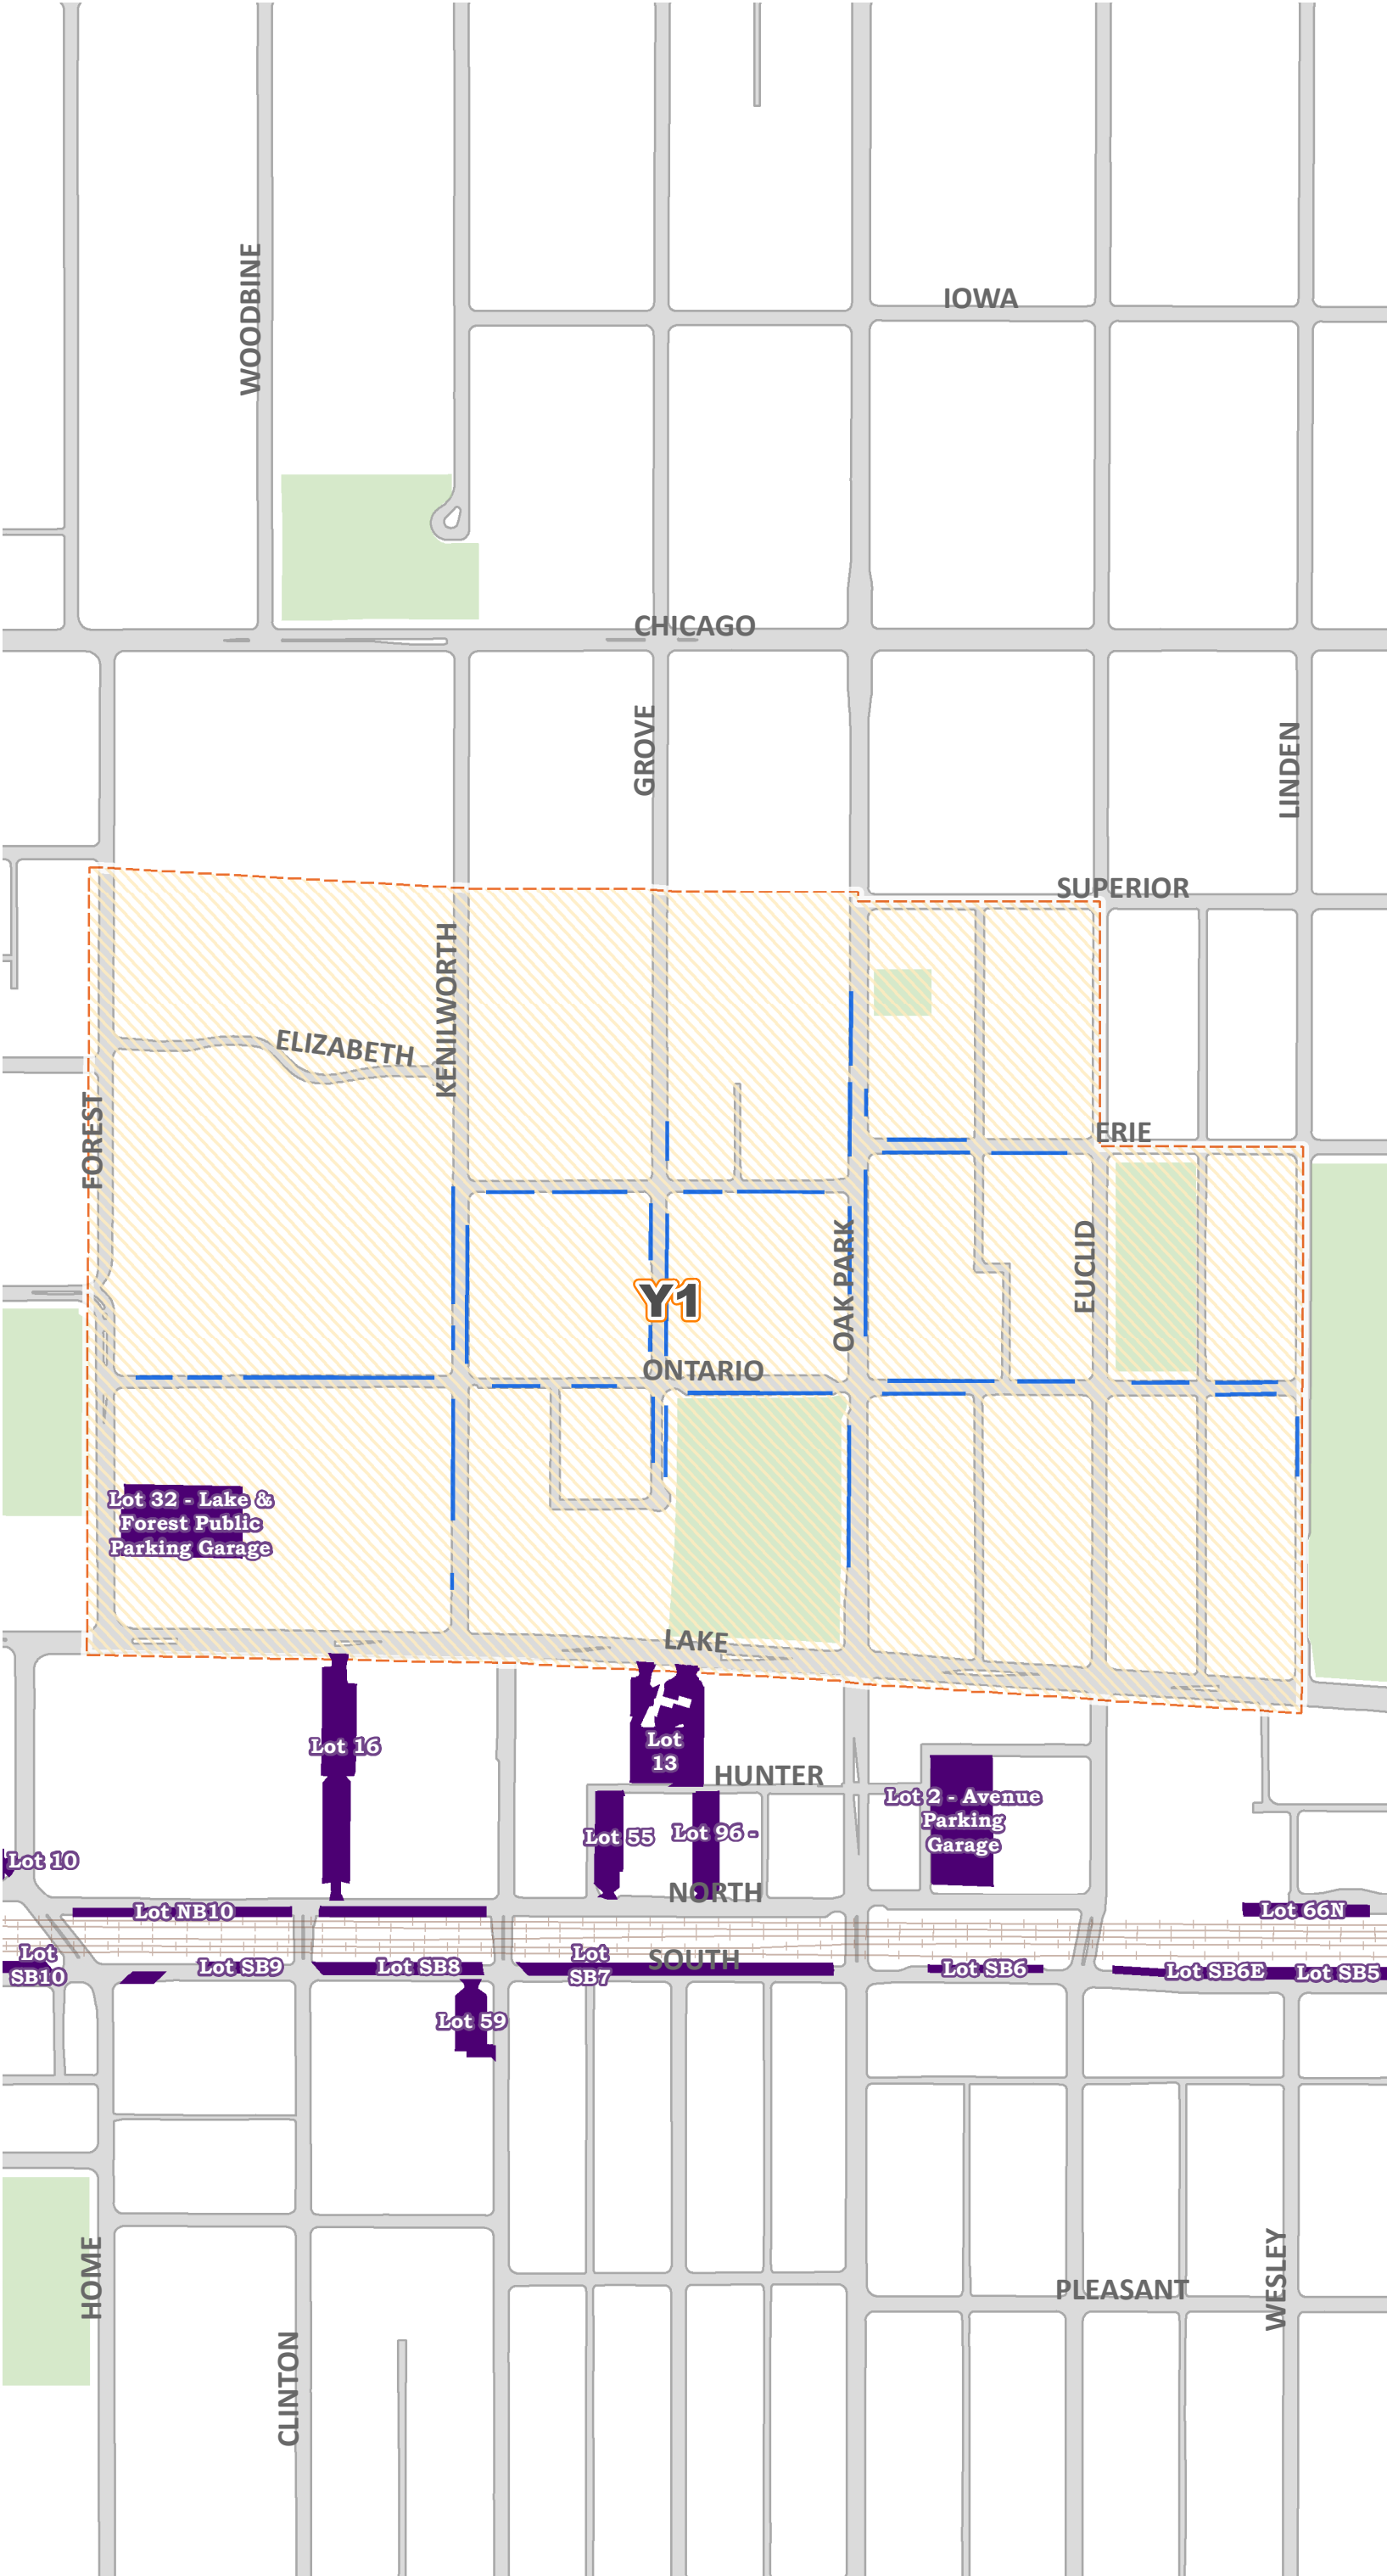 WOODBINE
IOWA
CHICAGO
GROVE
LINDEN
SUPERIOR
KENILWORTH
ELIZABETH
FOREST
ERIE
OAK PARK
EUCLID
Y1
ONTARIO
Lot 32 - Lake &
Forest Public
Parking Garage
LAKE
Lot 16
Lot
13
HUNTER
Lot 2 - Avenue
Parking
Garage
Lot 55
Lot 96 -
Lot 10
NORTH
Lot NB10
Lot 66N
Lot
SB10
Lot SB9
Lot SB8
Lot
SB7
SOUTH
Lot SB6
Lot SB6E
Lot SB5
Lot 59
HOME
PLEASANT
WESLEY
CLINTON